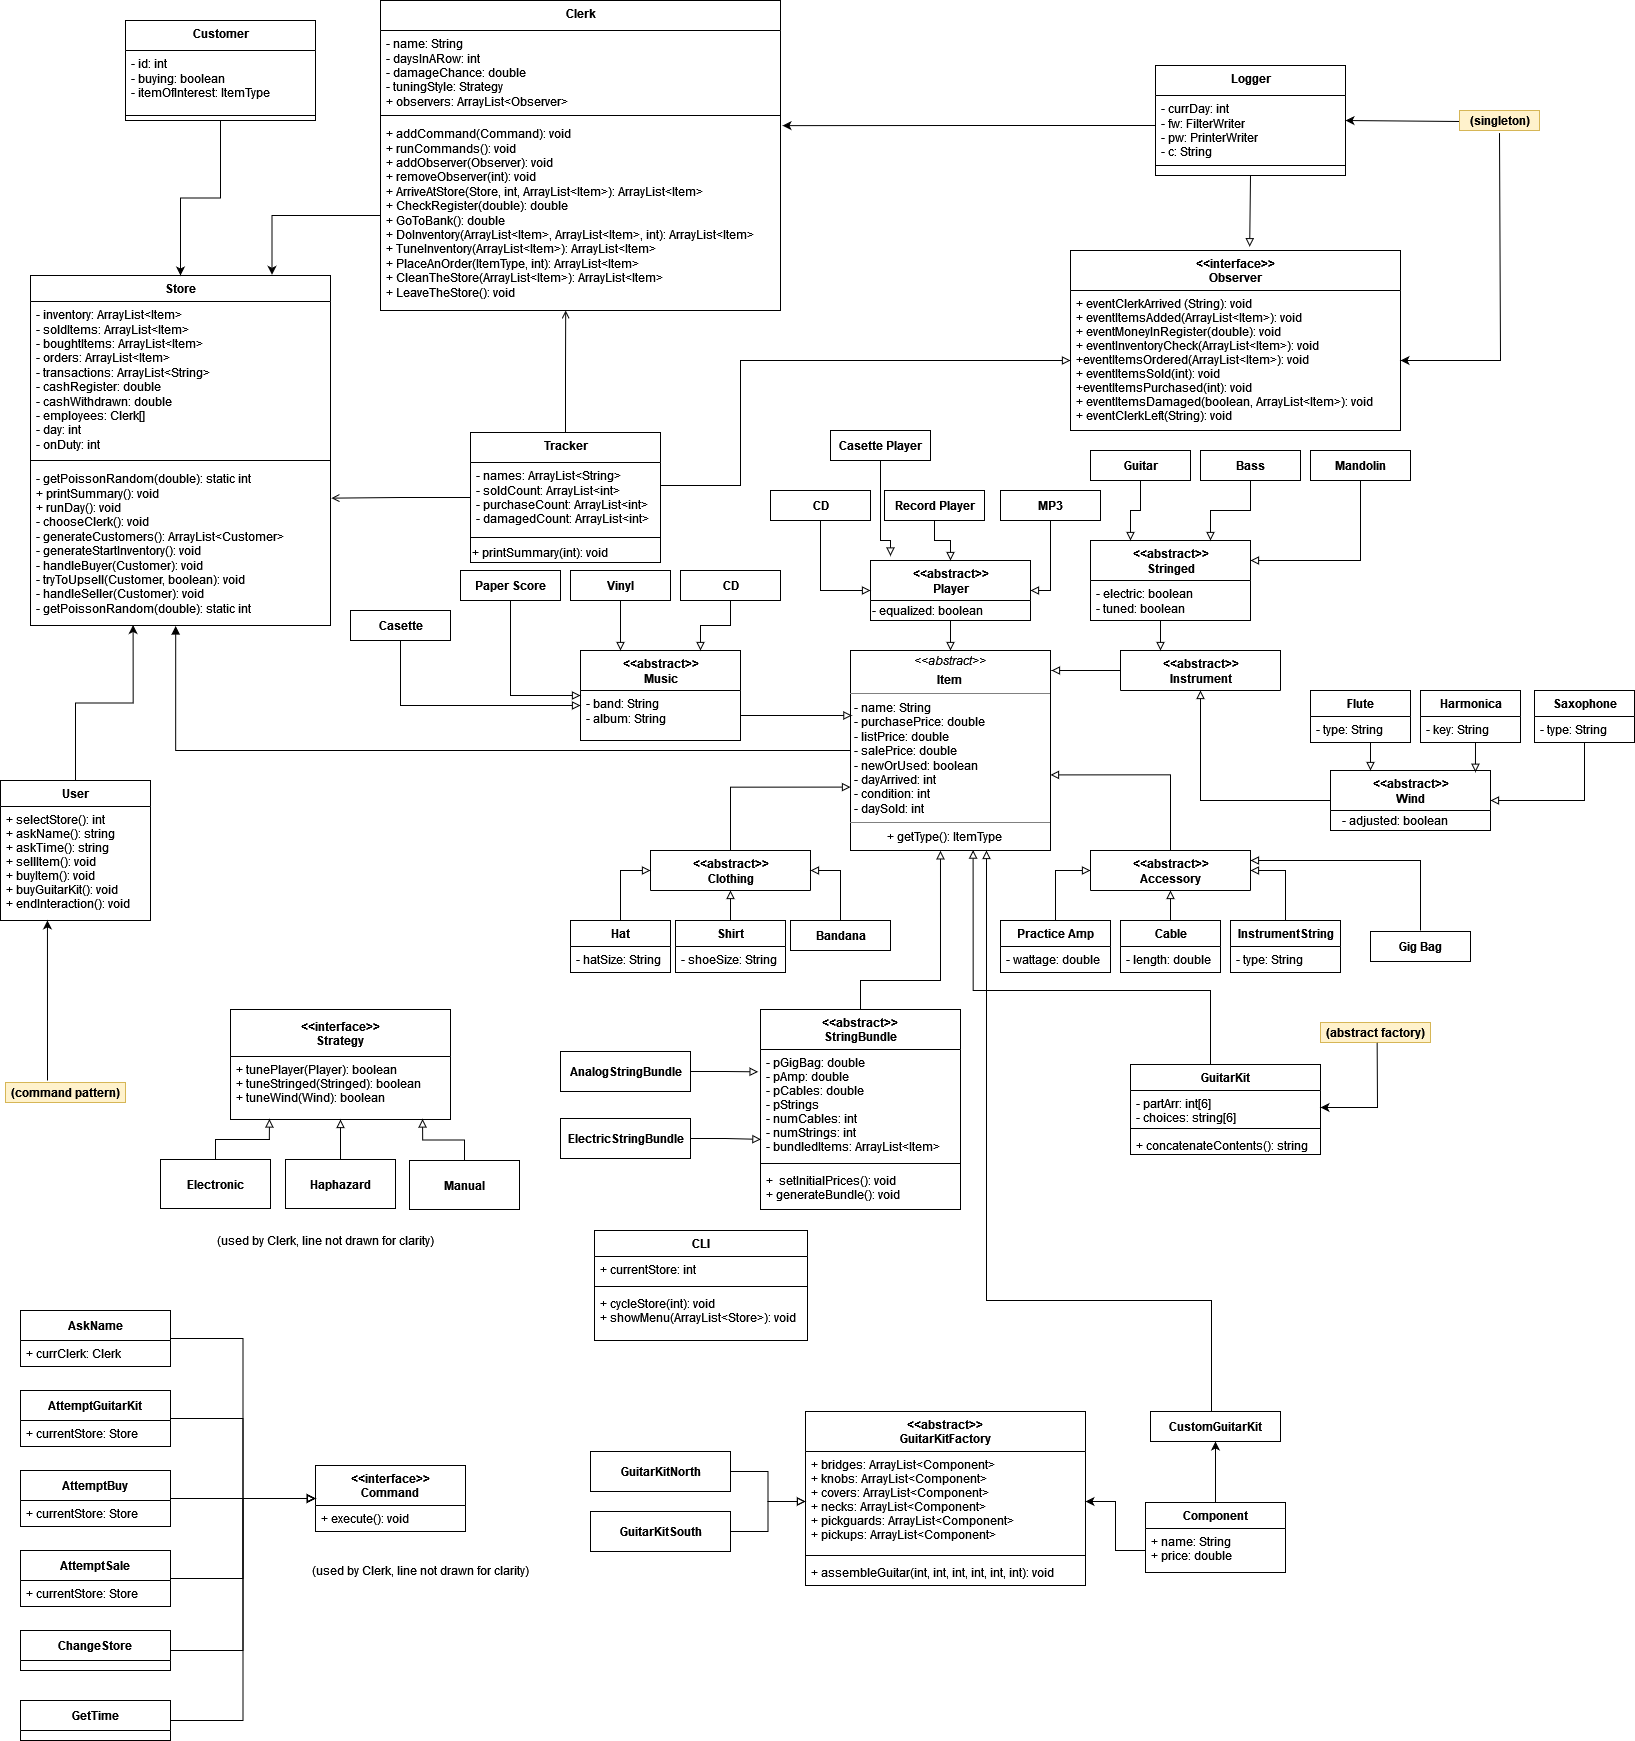 Customer
- id: int
- buying: boolean
- itemOfInterest: ItemType
Clerk
- name: String
- daysInARow: int
- damageChance: double
- tuningStyle: Strategy
+ observers: ArrayList<Observer>
+ addCommand(Command): void
+ runCommands(): void
+ addObserver(Observer): void
+ removeObserver(int): void
+ ArriveAtStore(Store, int, ArrayList<Item>): ArrayList<Item>
+ CheckRegister(double): double
+ GoToBank(): double
+ DoInventory(ArrayList<Item>, ArrayList<Item>, int): ArrayList<Item>
+ TuneInventory(ArrayList<Item>): ArrayList<Item>
+ PlaceAnOrder(ItemType, int): ArrayList<Item>
+ CleanTheStore(ArrayList<Item>): ArrayList<Item>
+ LeaveTheStore(): void
Logger
- currDay: int
- fw: FilterWriter
- pw: PrinterWriter
- c: String
(singleton)
<<interface>>
Observer
+ eventClerkArrived (String): void
+ eventItemsAdded(ArrayList<Item>): void
+ eventMoneyInRegister(double): void
+ eventInventoryCheck(ArrayList<Item>): void
+eventItemsOrdered(ArrayList<Item>): void
+ eventItemsSold(int): void
+eventItemsPurchased(int): void
+ eventItemsDamaged(boolean, ArrayList<Item>): void
+ eventClerkLeft(String): void
Store
- inventory: ArrayList<Item>
- soldItems: ArrayList<Item>
- boughtItems: ArrayList<Item>
- orders: ArrayList<Item>
- transactions: ArrayList<String>
- cashRegister: double
- cashWithdrawn: double
- employees: Clerk[]
- day: int
- onDuty: int
- getPoissonRandom(double): static int
+ printSummary(): void
+ runDay(): void
- chooseClerk(): void
- generateCustomers(): ArrayList<Customer>
- generateStartInventory(): void
- handleBuyer(Customer): void
- tryToUpsell(Customer, boolean): void
- handleSeller(Customer): void
- getPoissonRandom(double): static int
Tracker
- names: ArrayList<String>
- soldCount: ArrayList<int>
- purchaseCount: ArrayList<int>
- damagedCount: ArrayList<int>
+ printSummary(int): void
Casette Player
CD
Record Player
MP3
<<abstract>>
Player
- equalized: boolean
Guitar
Bass
Mandolin
<<abstract>>
Stringed
- electric: boolean
- tuned: boolean
Paper Score
Vinyl
CD
Casette
<<abstract>>
Music
- band: String
- album: String
<<abstract>>
Item
- name: String
- purchasePrice: double
- listPrice: double
- salePrice: double
- newOrUsed: boolean
- dayArrived: int
- condition: int
- daySold: int
+ getType(): ItemType
<<abstract>>
Instrument
Flute
- type: String
Harmonica
- key: String
Saxophone
- type: String
<<abstract>>
Wind
- adjusted: boolean
User
+ selectStore(): int
+ askName(): string
+ askTime(): string
+ sellItem(): void
+ buyItem(): void
+ buyGuitarKit(): void
+ endInteraction(): void
<<abstract>>
Clothing
Hat
- hatSize: String
Shirt
- shoeSize: String
Bandana
<<abstract>>
Accessory
Practice Amp
- wattage: double
Cable
- length: double
InstrumentString
- type: String
Gig Bag
(command pattern)
<<interface>>
Strategy
+ tunePlayer(Player): boolean
+ tuneStringed(Stringed): boolean
+ tuneWind(Wind): boolean
Electronic
Haphazard
Manual
(used by Clerk, line not drawn for clarity)
AnalogStringBundle
ElectricStringBundle
<<abstract>>
StringBundle
- pGigBag: double
- pAmp: double
- pCables: double
- pStrings
- numCables: int
- numStrings: int
- bundledItems: ArrayList<Item>
+  setInitialPrices(): void
+ generateBundle(): void
(abstract factory)
GuitarKit
- partArr: int[6]
- choices: string[6]
+ concatenateContents(): string
CLI
+ currentStore: int
+ cycleStore(int): void
+ showMenu(ArrayList<Store>): void
AskName
+ currClerk: Clerk
AttemptGuitarKit
+ currentStore: Store
AttemptBuy
+ currentStore: Store
AttemptSale
+ currentStore: Store
ChangeStore
GetTime
<<interface>>
Command
+ execute(): void
(used by Clerk, line not drawn for clarity)
GuitarKitNorth
GuitarKitSouth
<<abstract>>
GuitarKitFactory
+ bridges: ArrayList<Component>
+ knobs: ArrayList<Component>
+ covers: ArrayList<Component>
+ necks: ArrayList<Component>
+ pickguards: ArrayList<Component>
+ pickups: ArrayList<Component>
+ assembleGuitar(int, int, int, int, int, int): void
CustomGuitarKit
Component
+ name: String
+ price: double